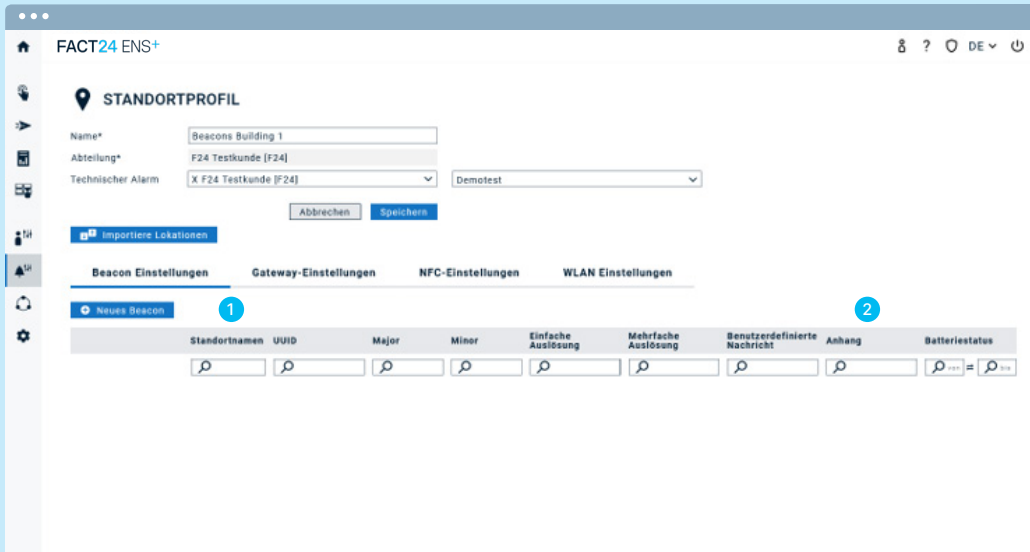 FACT24 ENS+
? DE
STANDORTPROFIL
Name* Beacons Building 1
Abteilung* F24 Testkunde [F24]
Technischer Alarm X F24 Testkunde [F24] Demotest
Abbrechen Speichern
Importiere Lokationen
Beacon Einstellungen Gateway-Einstellungen NFC-Einstellungen WLAN Einstellungen
Neues Beacon 1 2
Standortnamen UUID Major Minor Einfache Auslösung Mehrfache Auslösung Benutzerdefinierte Nachricht Anhang Batteriestatus
=